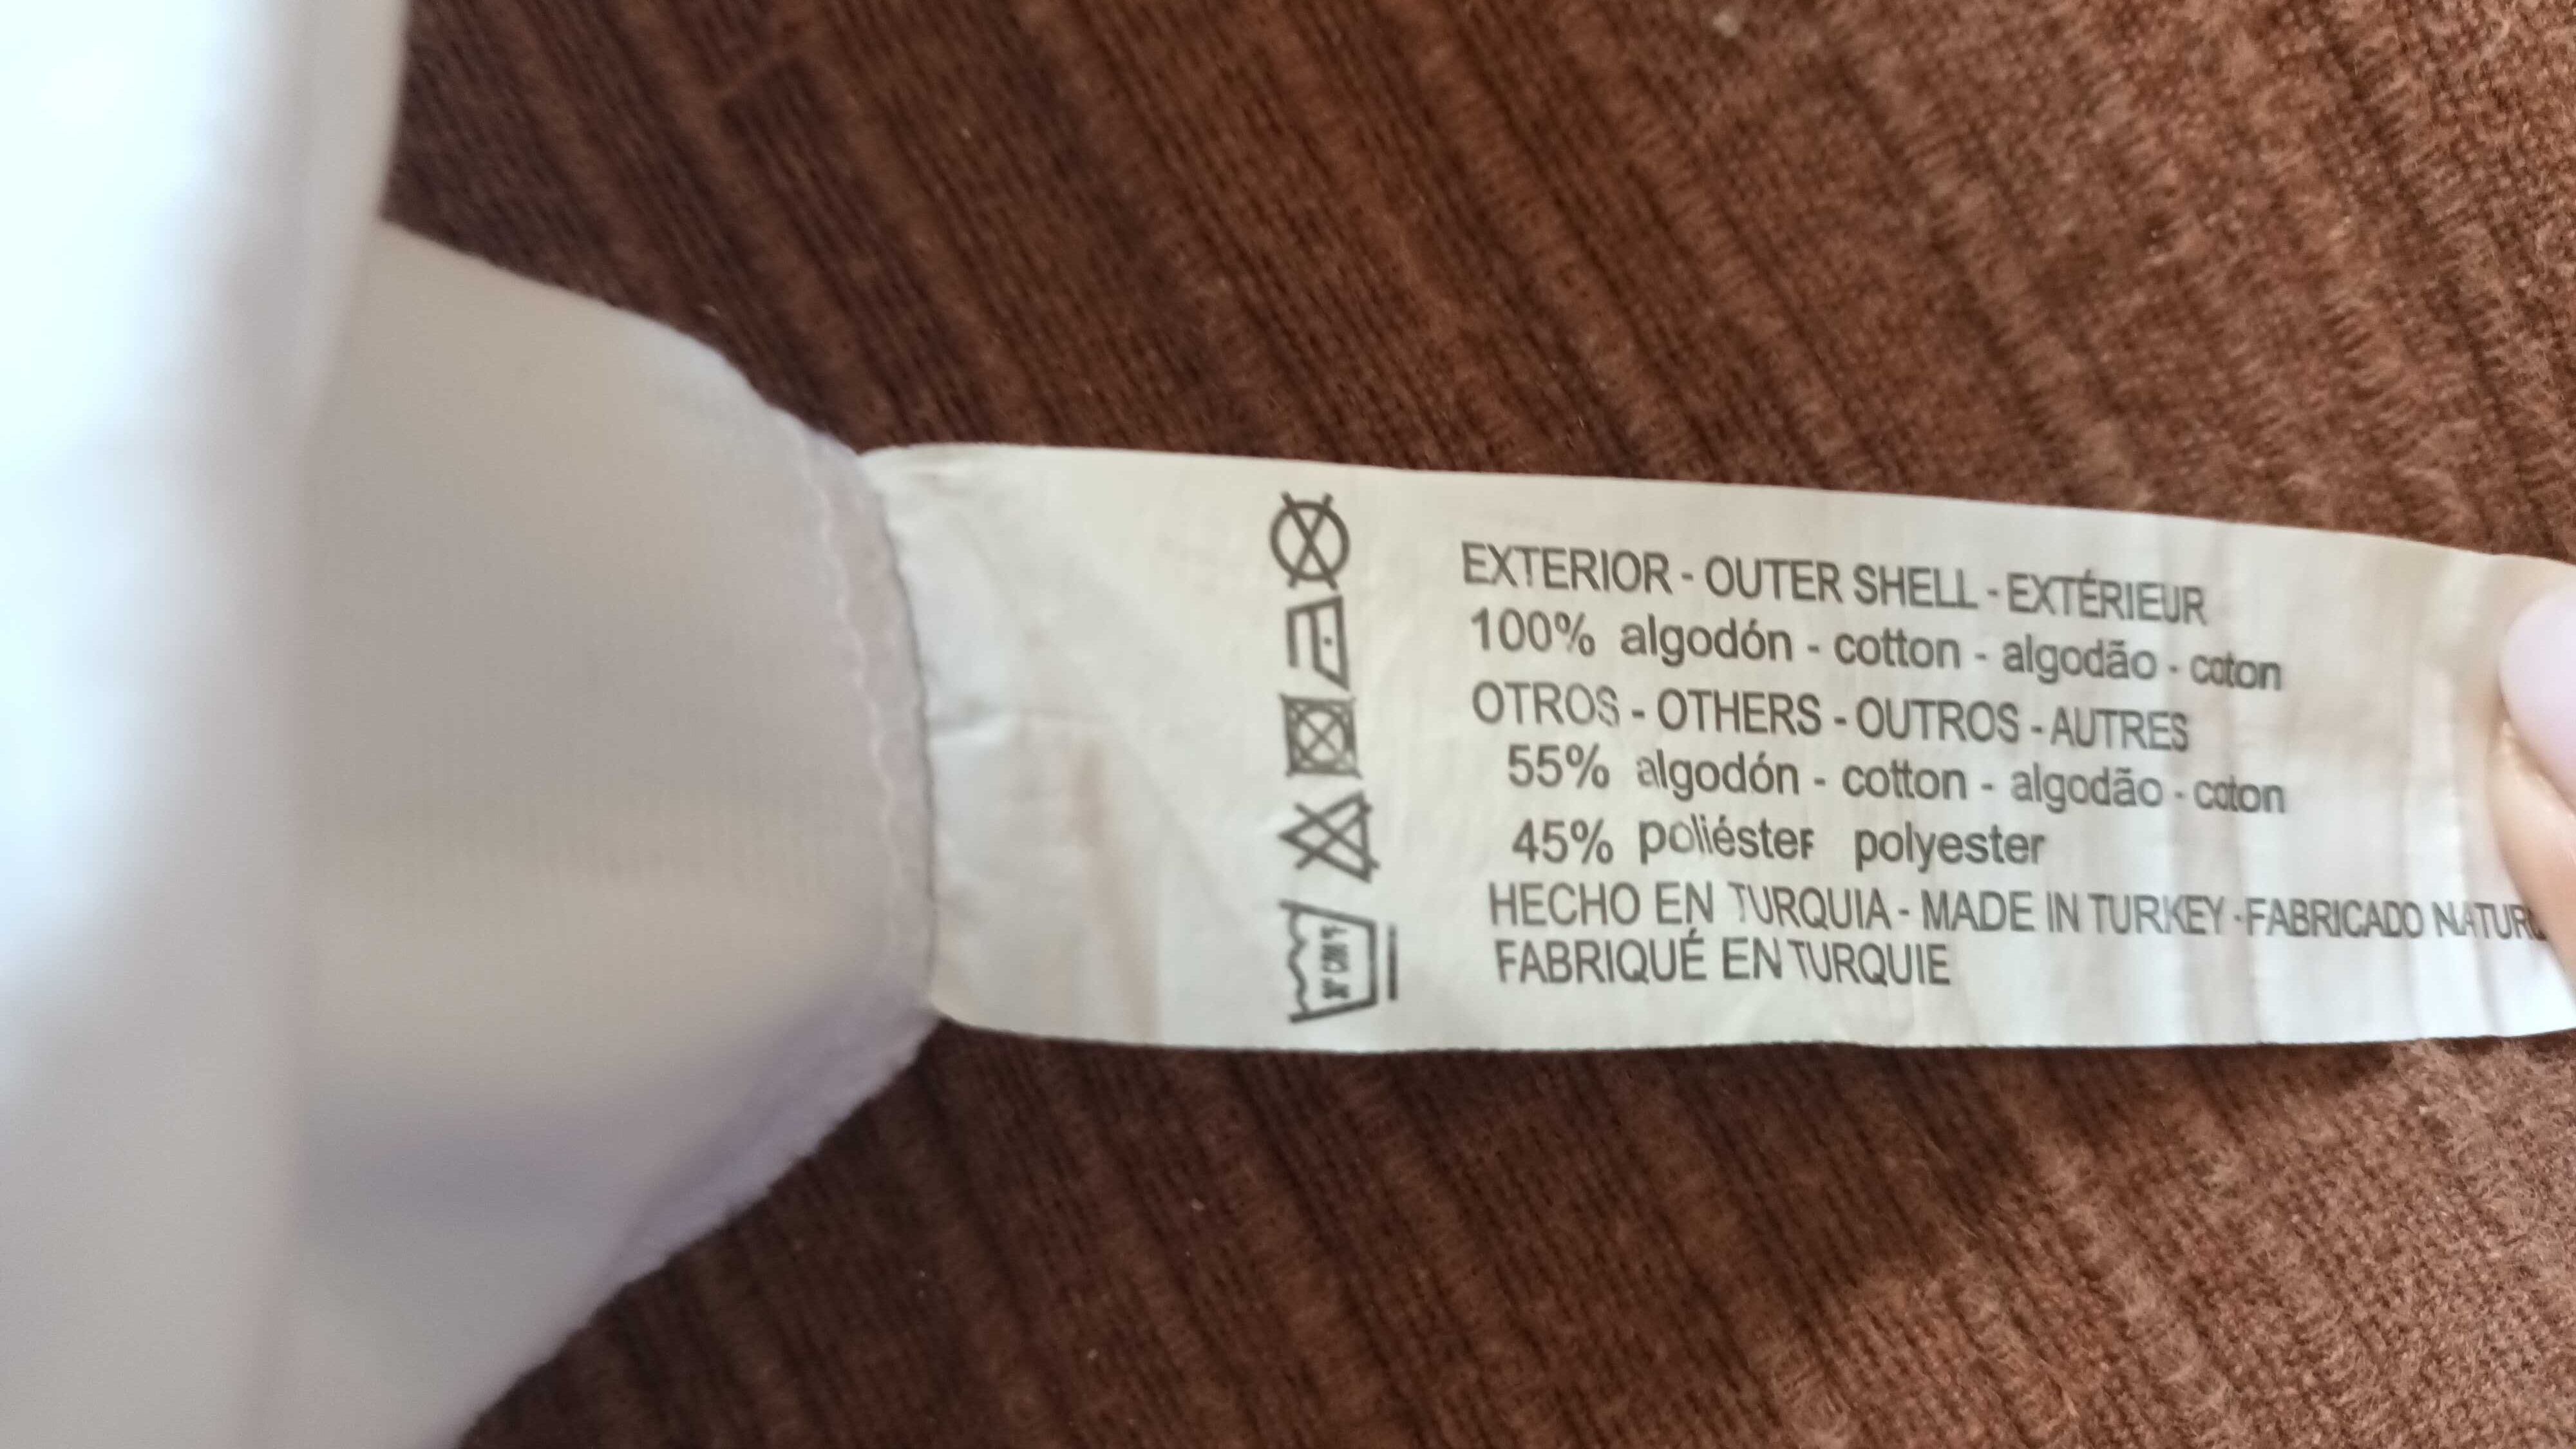 EXTERIOR - OUTER SHELL - EXTÉRIEUR
100% algodón - cotton - algodão - coton
OTROS - OTHERS - OUTROS - AUTRES
55% algodón - cotton - algodão - coton
45% poliéster polyester
HECHO EN TURQUIA - MADE IN TURKEY - FABRICADO NA
FABRIQUÉ EN TURQUIE